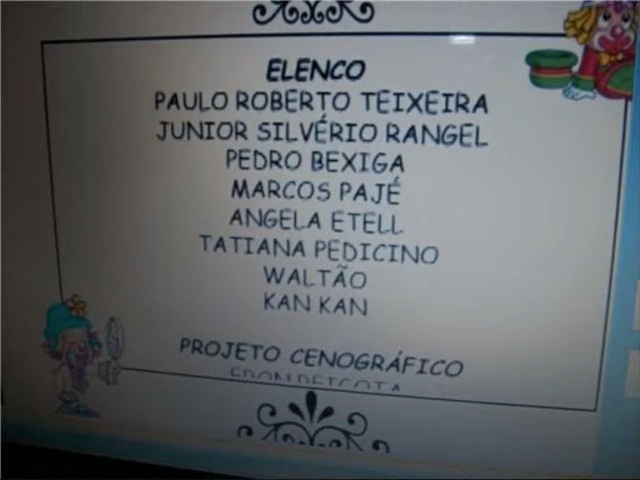 ELENCO
PAULO ROBERTO TEIXEIRA
JUNIOR SILVÉRIO RANGEL
PEDRO BEXIGA
MARCOS PAJÉ
ANGELA ETELL
TATIANA PEDICINO
WALTÃO
KAN KAN
PROJETO CENOGRÁFICO